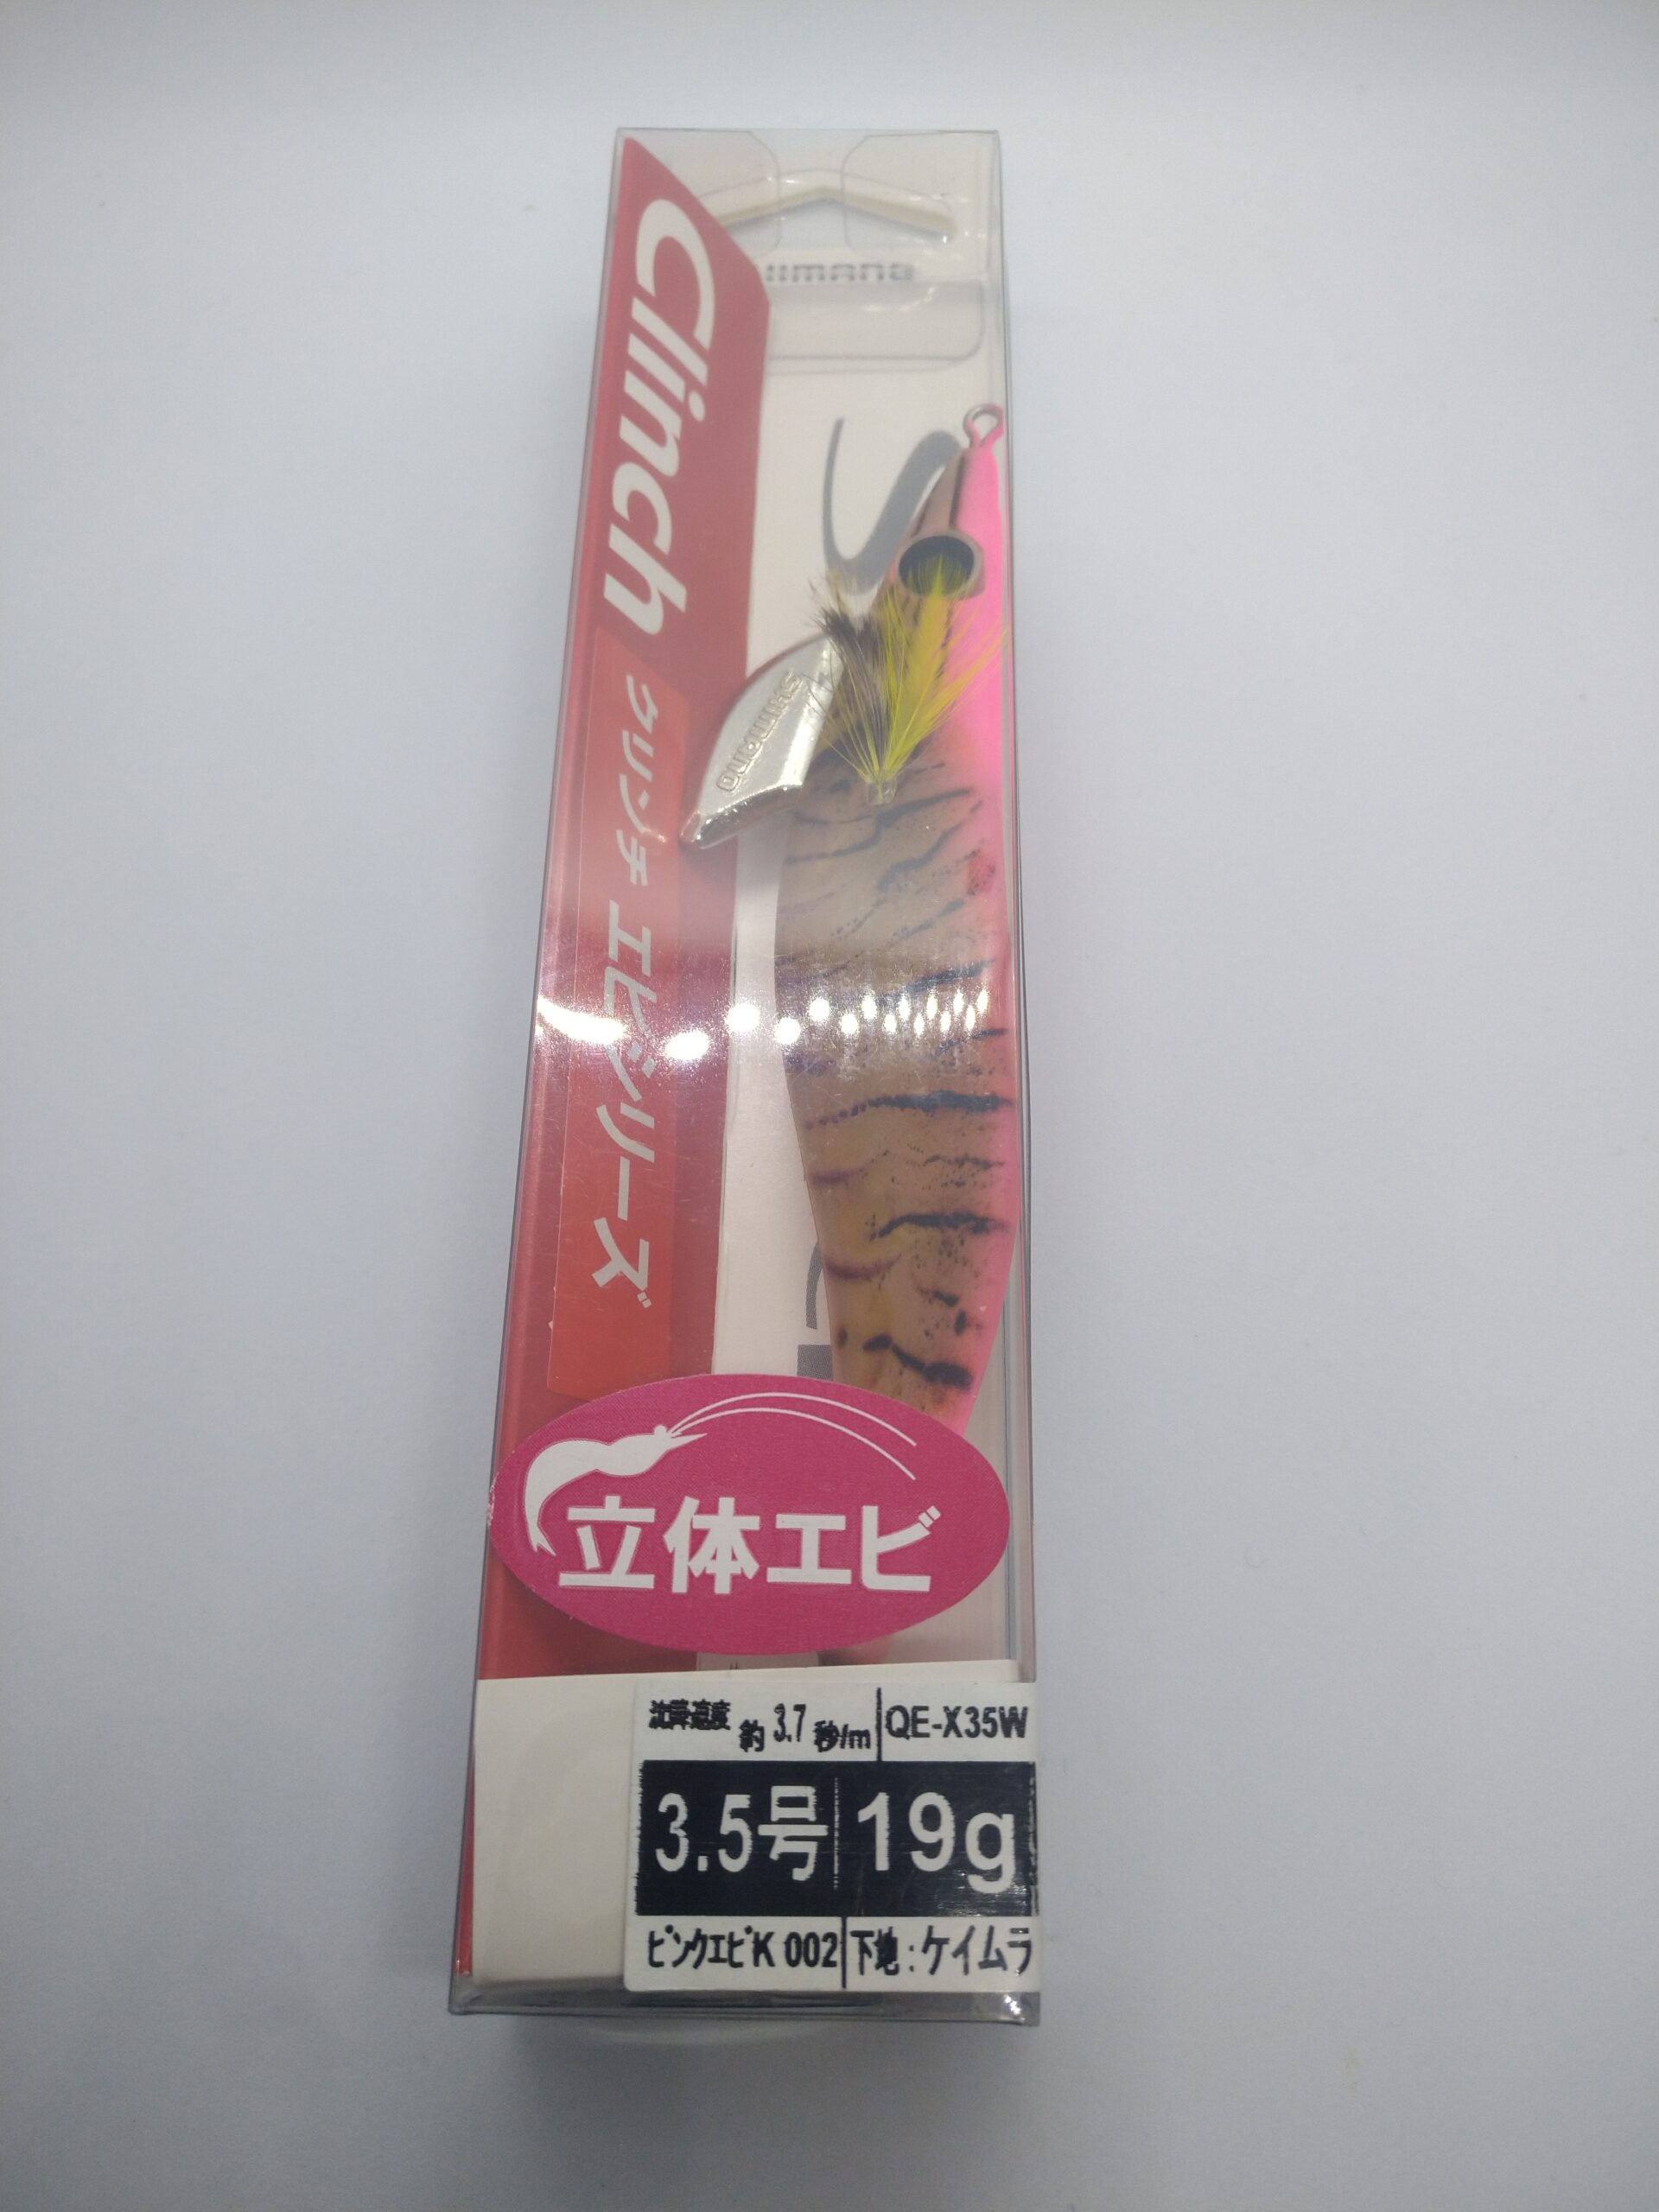 Clinch クリンチ エビシリーズ
SHIMANO
立体エビ
沈降速度 約 3.7 秒/m QE-X35W
3.5号 19g
ピンクエビK 002 下地:ケイムラ